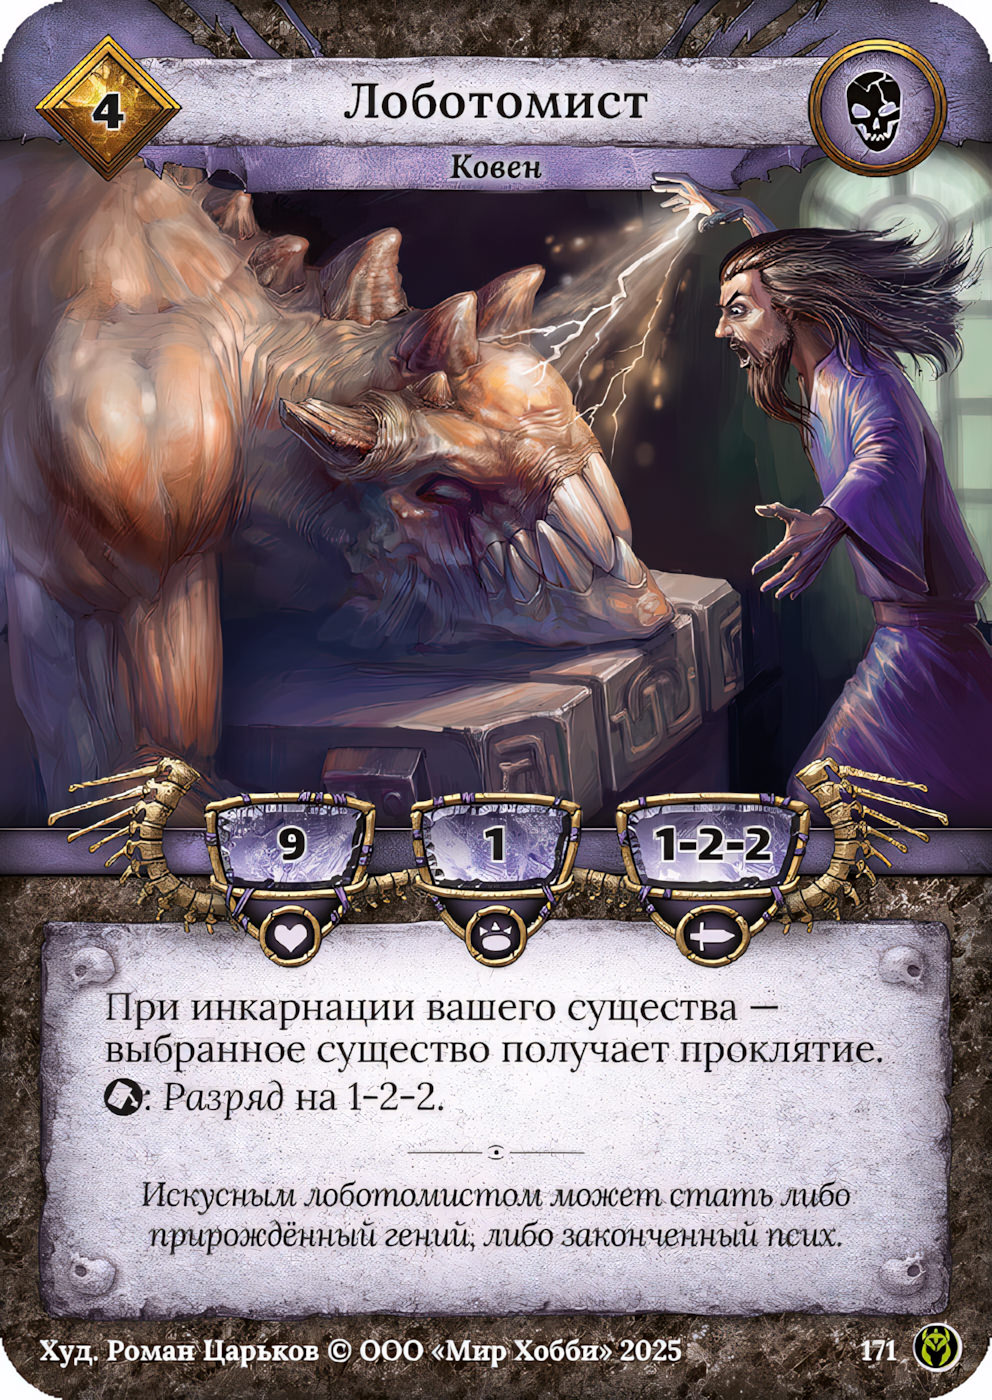 4
Лоботомист
Ковен
9
1
1-2-2
При инкарнации вашего существа —
выбранное существо получает проклятие.
: Разряд на 1-2-2.
Искусным лоботомистом может стать либо
прирождённый гений, либо законченный псих.
Худ. Роман Царьков © ООО «Мир Хобби» 2025
171